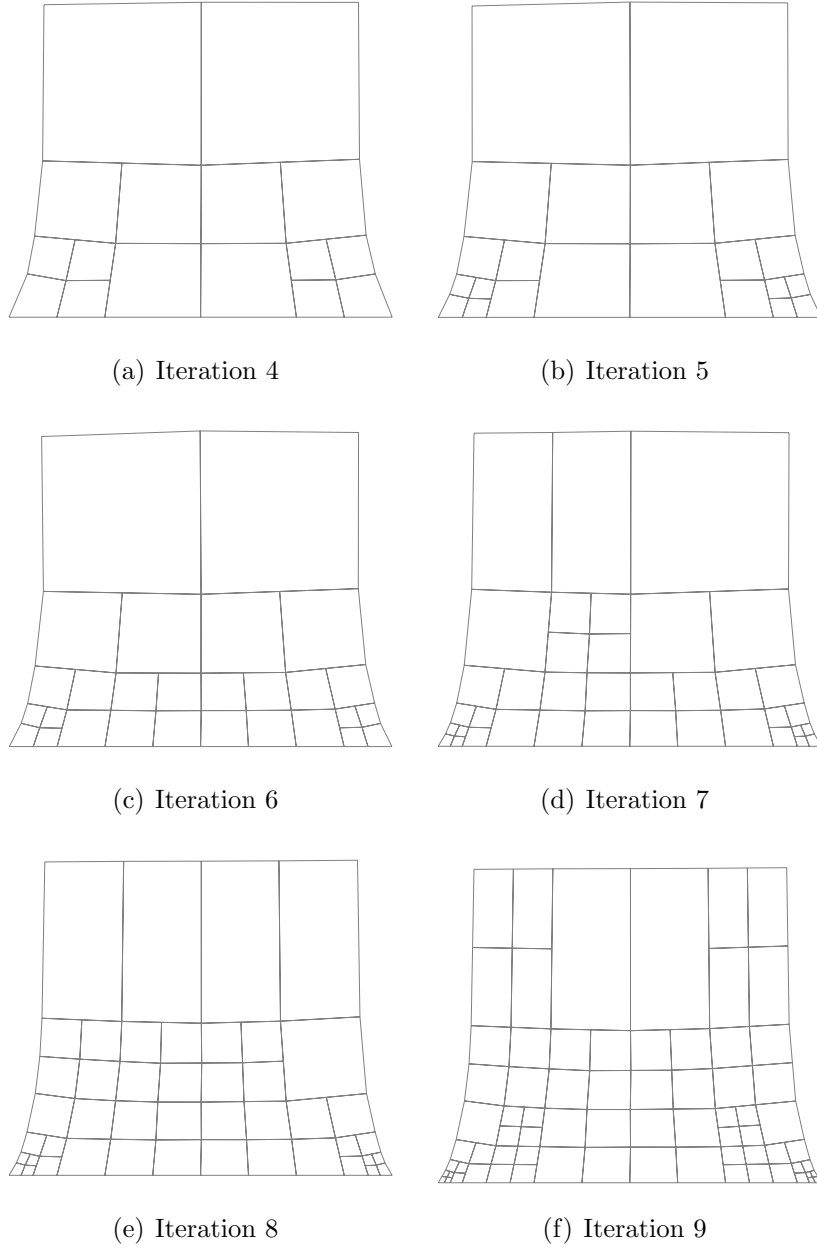 (a) Iteration 4
(b) Iteration 5
(c) Iteration 6
(d) Iteration 7
(e) Iteration 8
(f) Iteration 9